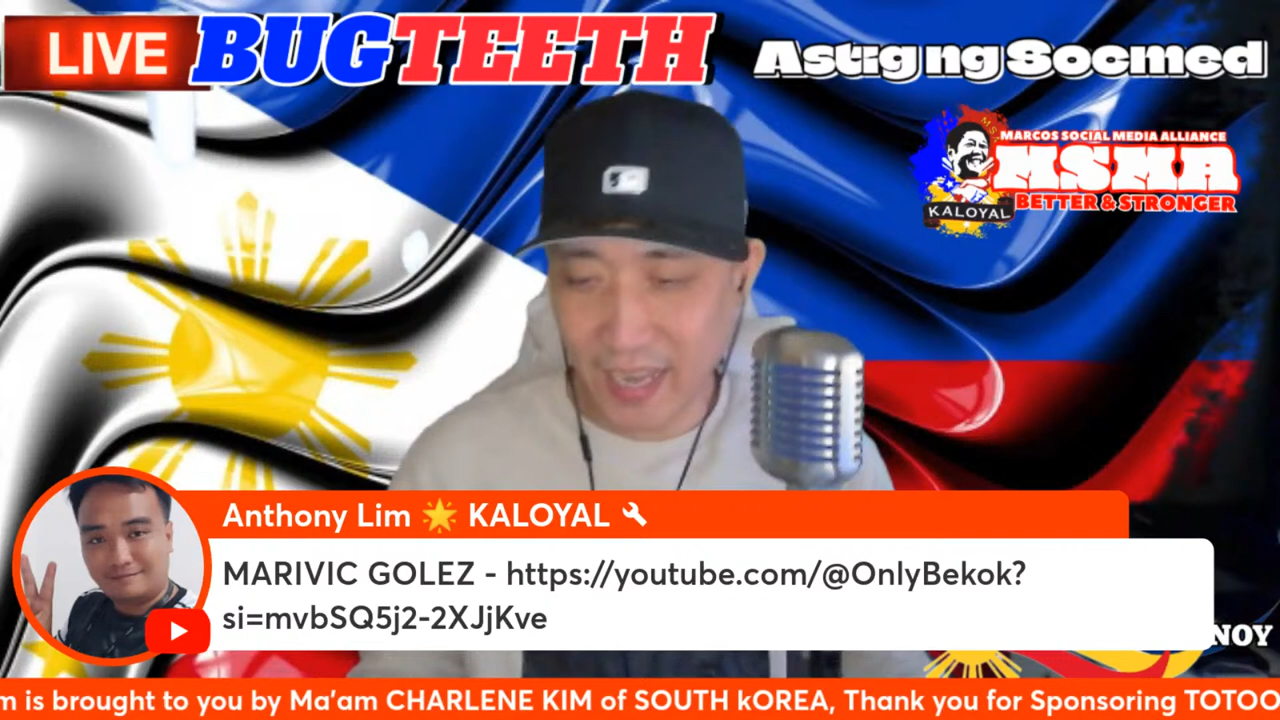 LIVE BUGTEETH
Astig ng Socmed
MARCOS SOCIAL MEDIA ALLIANCE
MSMA
BETTER & STRONGER
KALOYAL
Anthony Lim 🌟 KALOYAL 🔧
MARIVIC GOLEZ - https://youtube.com/@OnlyBekok?
si=mvbSQ5j2-2XJjKve
NOY
m is brought to you by Ma'am CHARLENE KIM of SOUTH kOREA, Thank you for Sponsoring TOTOO